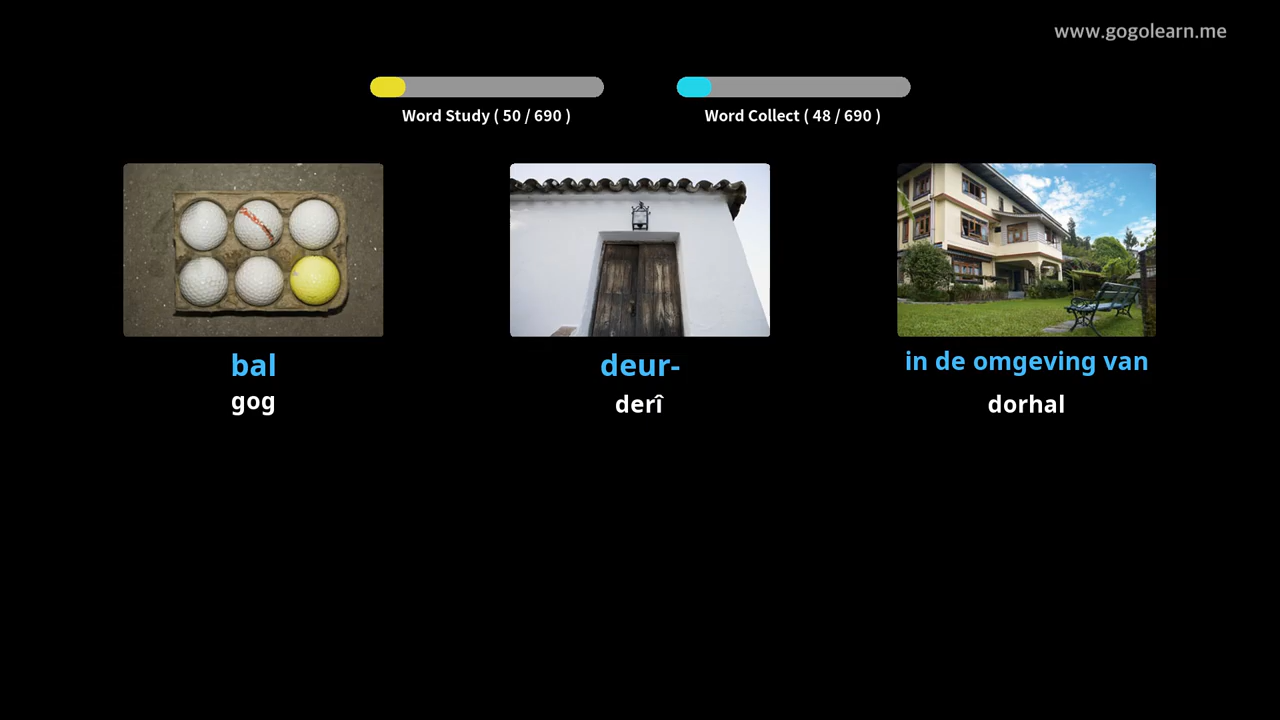 www.gogolearn.me
Word Study ( 50 / 690 )
Word Collect ( 48 / 690 )
bal
gog
deur-
derî
in de omgeving van
dorhal